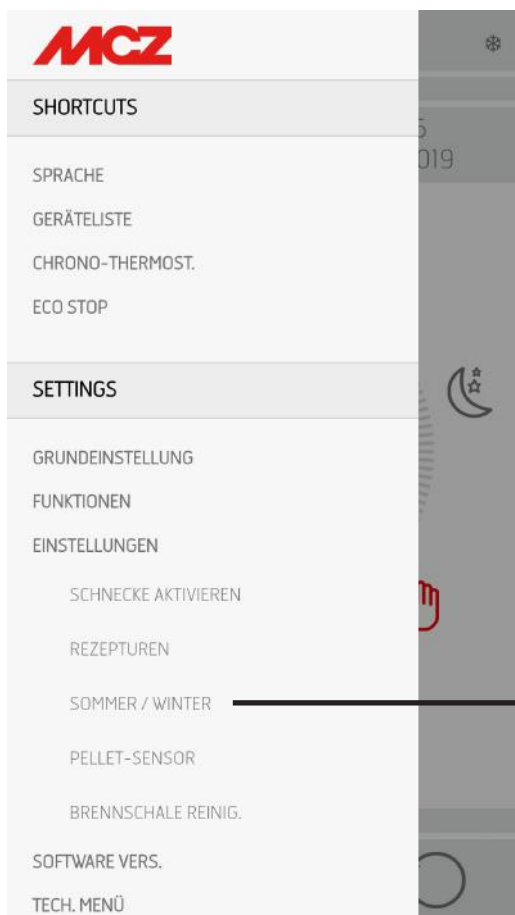 MCZ
SHORTCUTS
SPRACHE
GERÄTELISTE
CHRONO-THERMOST.
ECO STOP
SETTINGS
GRUNDEINSTELLUNG
FUNKTIONEN
EINSTELLUNGEN
SCHNECKE AKTIVIEREN
REZEPTUREN
SOMMER / WINTER
PELLET-SENSOR
BRENNSCHALE REINIG.
SOFTWARE VERS.
TECH. MENÜ